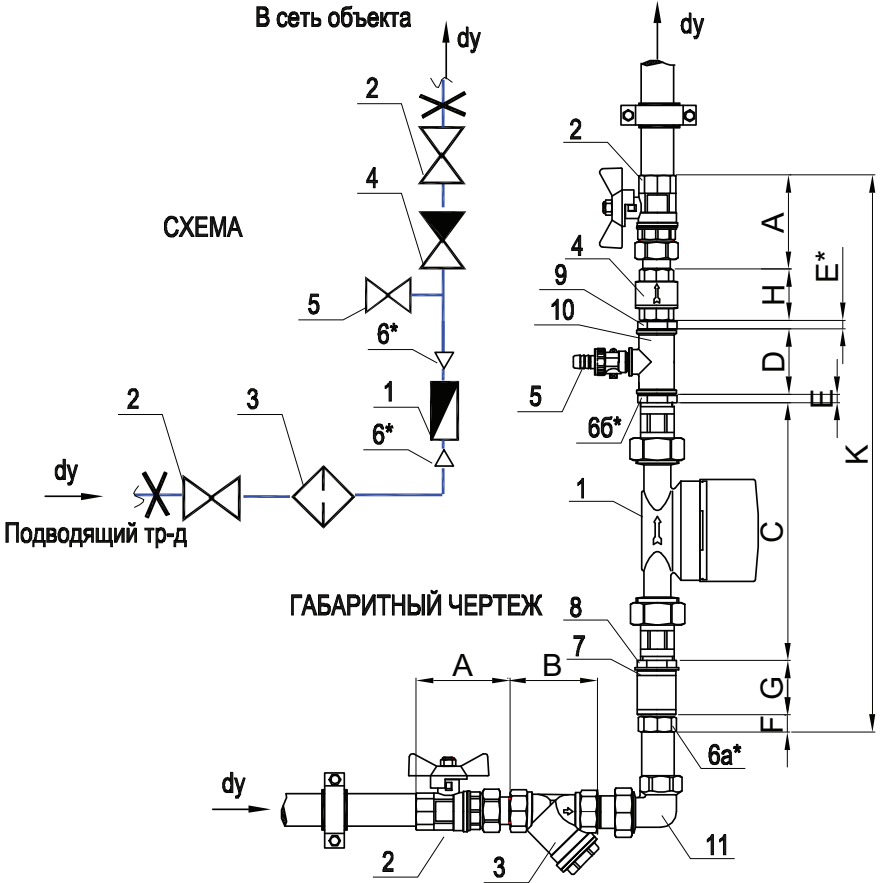 В сеть объекта
dy
2
4
СХЕМА
5
6*
1
2
3
6*
dy
Подводящий тр-д
ГАБАРИТНЫЙ ЧЕРТЕЖ
dy
2
A
4
E*
H
9
10
D
5
E
6б*
K
1
C
8
7
A
B
G
F
6а*
dy
2
3
11